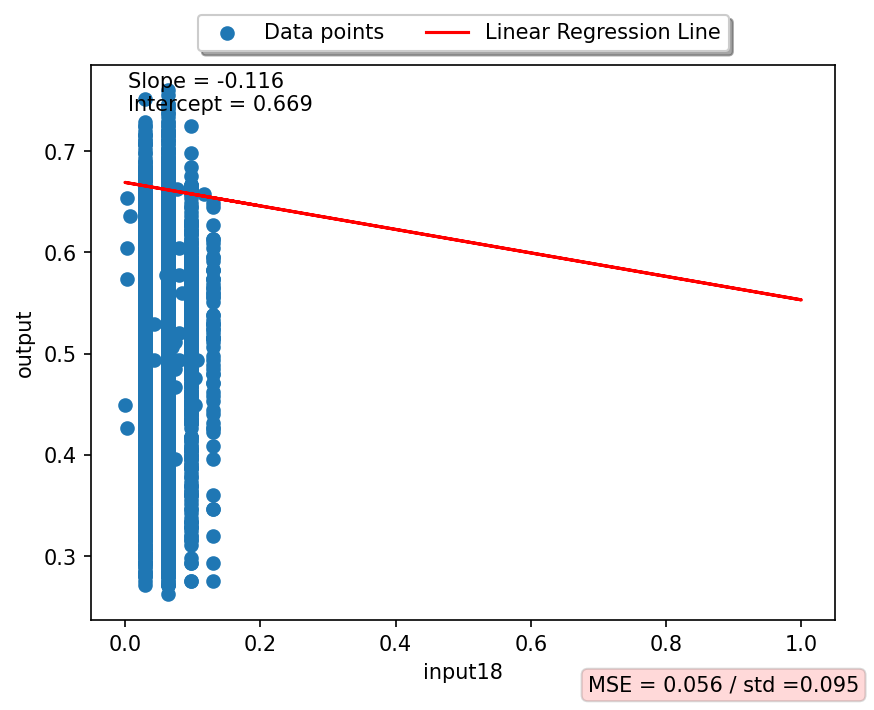 Data points
Linear Regression Line
Slope = -0.116
Intercept = 0.669
0.7
0.6
0.5
0.4
0.3
output
0.0 0.2 0.4 0.6 0.8 1.0
input18
MSE = 0.056 / std =0.095